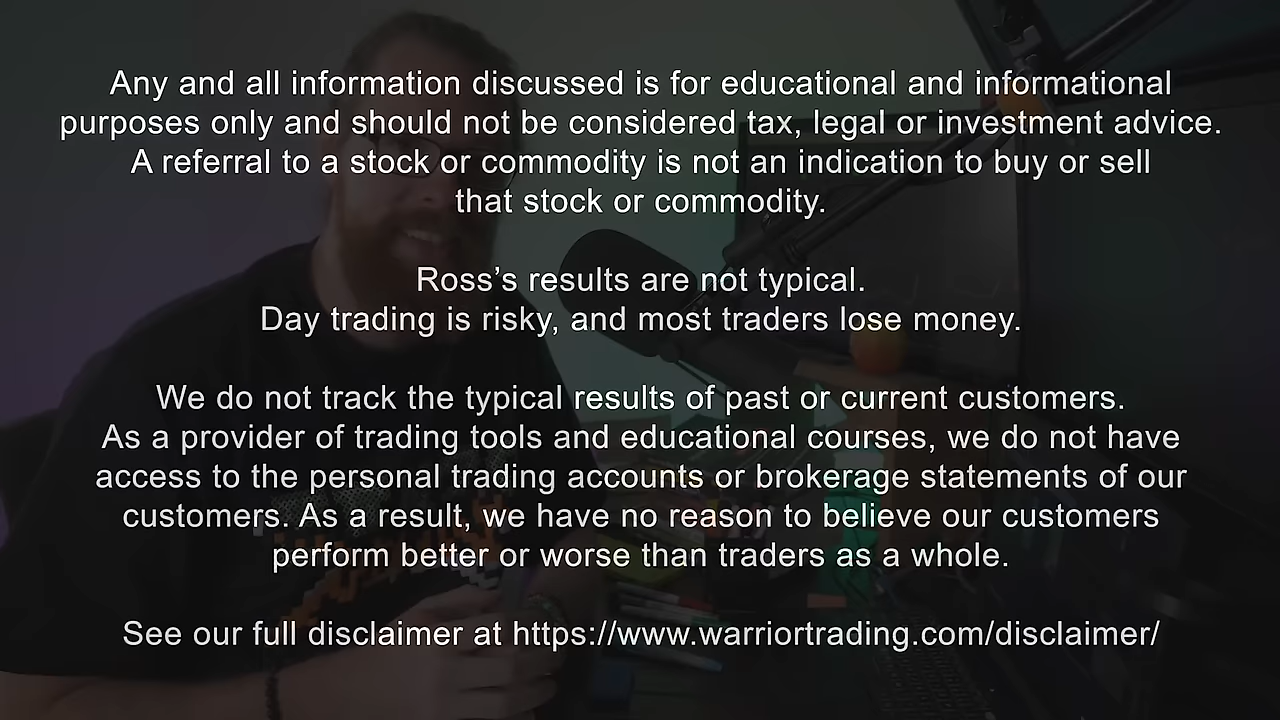 Any and all information discussed is for educational and informational
purposes only and should not be considered tax, legal or investment advice.
A referral to a stock or commodity is not an indication to buy or sell
that stock or commodity.
Ross’s results are not typical.
Day trading is risky, and most traders lose money.
We do not track the typical results of past or current customers.
As a provider of trading tools and educational courses, we do not have
access to the personal trading accounts or brokerage statements of our
customers. As a result, we have no reason to believe our customers
perform better or worse than traders as a whole.
See our full disclaimer at https://www.warriortrading.com/disclaimer/